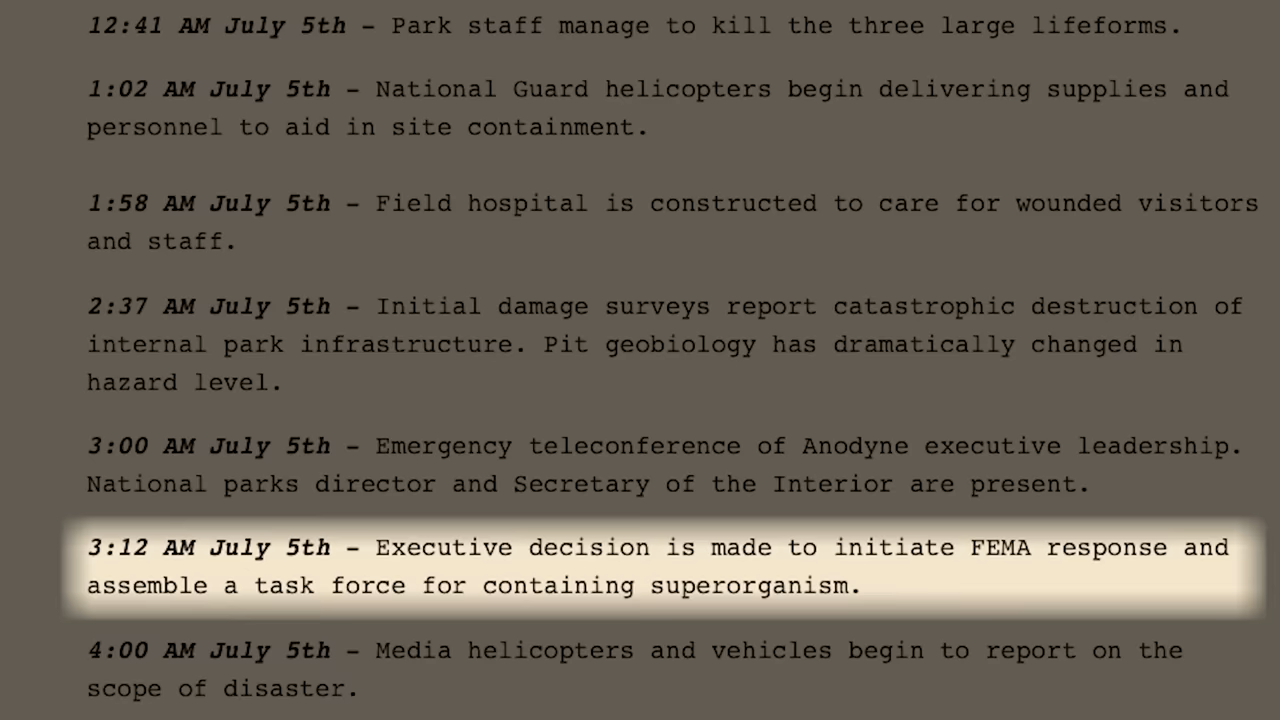 12:41 AM July 5th – Park staff manage to kill the three large lifeforms.
1:02 AM July 5th – National Guard helicopters begin delivering supplies and
personnel to aid in site containment.
1:58 AM July 5th – Field hospital is constructed to care for wounded visitors
and staff.
2:37 AM July 5th – Initial damage surveys report catastrophic destruction of
internal park infrastructure. Pit geobiology has dramatically changed in
hazard level.
3:00 AM July 5th – Emergency teleconference of Anodyne executive leadership.
National parks director and Secretary of the Interior are present.
3:12 AM July 5th – Executive decision is made to initiate FEMA response and
assemble a task force for containing superorganism.
4:00 AM July 5th – Media helicopters and vehicles begin to report on the
scope of disaster.